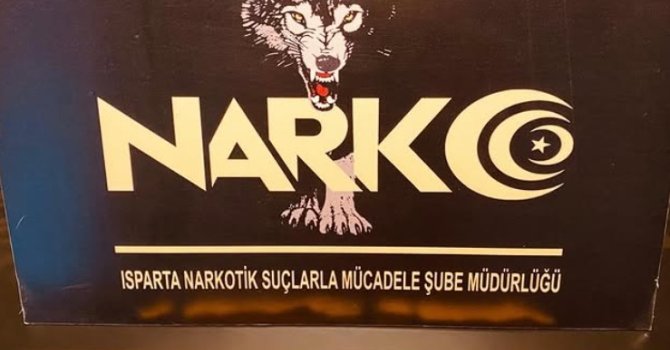 NARKO
ISPARTA NARKOTİK SUÇLARLA MÜCADELE ŞUBE MÜDÜRLÜĞÜ